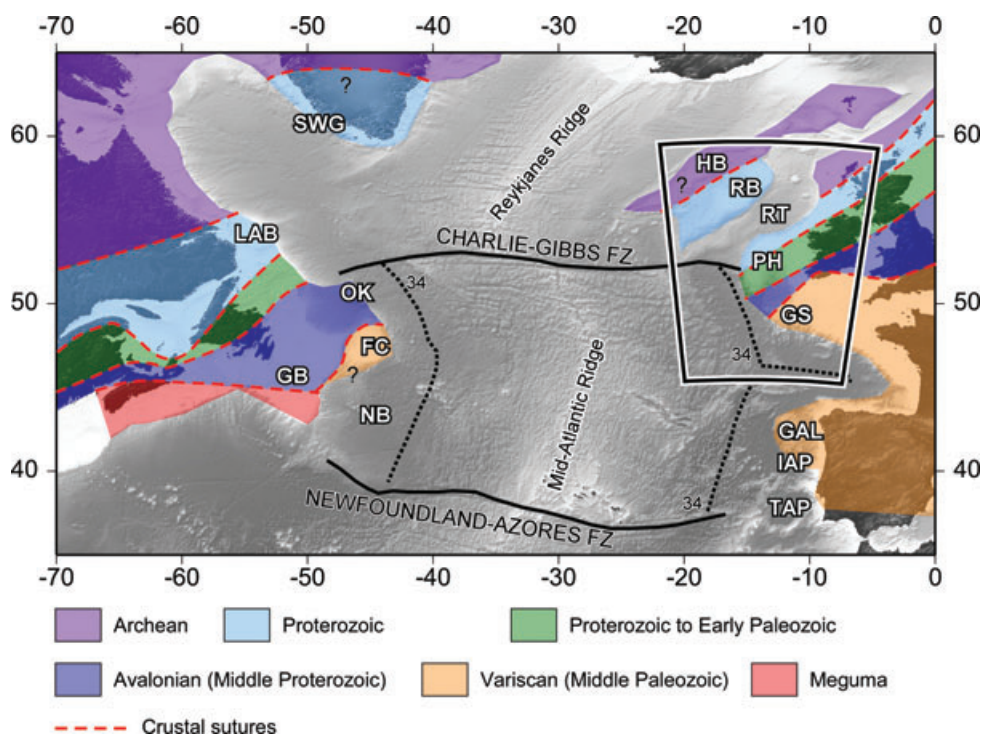 -70 -60 -50 -40 -30 -20 -10 0
?
SWG
60 60
Reykjanes Ridge
HB
?
RB
RT
LAB
CHARLIE-GIBBS FZ
PH
34
OK
50 50
GS
FC
34
?
GB
NB
Mid-Atlantic Ridge
GAL
IAP
40 40
34
TAP
NEWFOUNDLAND-AZORES FZ
-70 -60 -50 -40 -30 -20 -10 0
Archean Proterozoic Proterozoic to Early Paleozoic
Avalonian (Middle Proterozoic) Variscan (Middle Paleozoic) Meguma
Crustal sutures